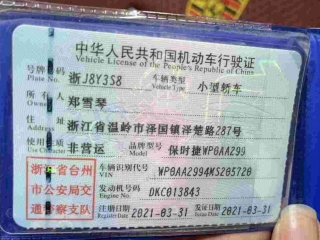 中华人民共和国机动车行驶证
Vehicle License of the People's Republic of China
号牌号码 浙J8Y3S8 车辆类型 小型轿车
Plate No.
所有人 郑雪琴
Owner
住址 浙江省温岭市泽国镇泽楚路287号
Address
使用性质 非营运 品牌型号 保时捷WP0AA299
Use Character
浙江省台州
市公安局交
通警察支队
车辆识别代号 WP0AA2994MS205720
VIN
发动机号码 DKC013843
注册日期 2021-03-31 发证日期 2021-03-31
Register Date Issue Date